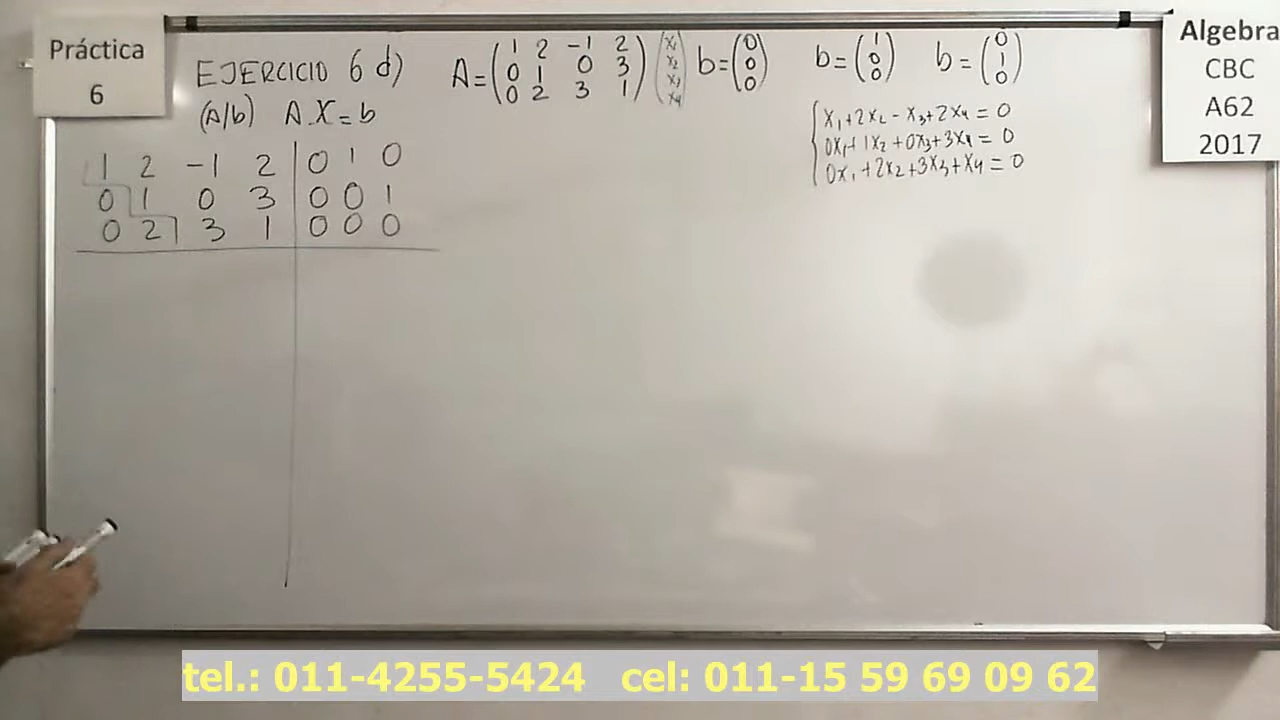 Práctica
6
EJERCICIO 6 d)
A = (1 2 -1 2 (x1 b = (0 b = (1 b = (0
0 1 0 3 x2 0 0 1
0 2 3 1) x3 0) 0) 0)
x4)
(A/b) A.X = b
1 2 -1 2 | 0 1 0
0 1 0 3 | 0 0 1
0 2 3 1 | 0 0 0
{ x1 + 2x2 - x3 + 2x4 = 0
0x1 + 1x2 + 0x3 + 3x4 = 0
0x1 + 2x2 + 3x3 + x4 = 0
Algebra
CBC
A62
2017
tel.: 011-4255-5424 cel: 011-15 59 69 09 62